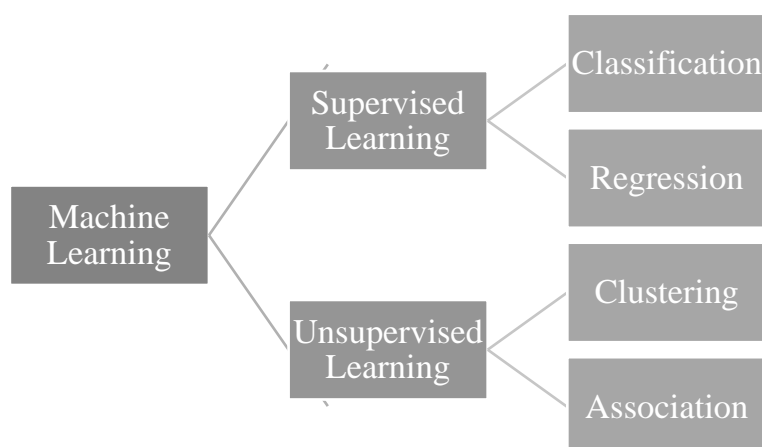 Machine
Learning
Supervised
Learning
Classification
Regression
Unsupervised
Learning
Clustering
Association